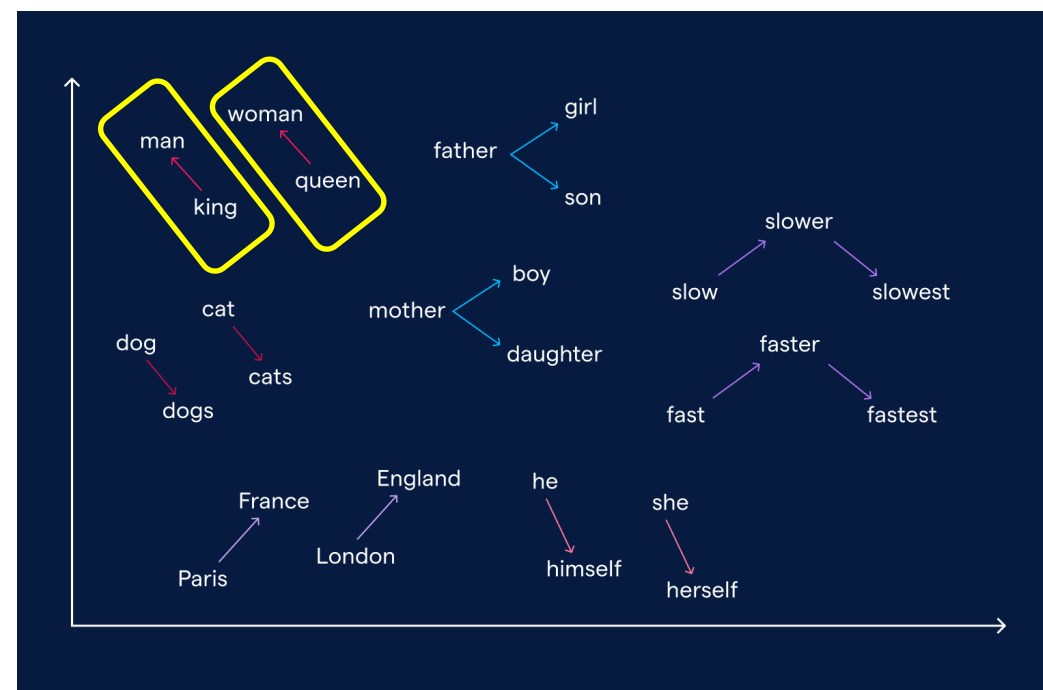 woman
man
queen
king
father
girl
son
slower
slow
slowest
boy
mother
daughter
cat
cats
dog
dogs
faster
fast
fastest
England
France
London
Paris
he
himself
she
herself